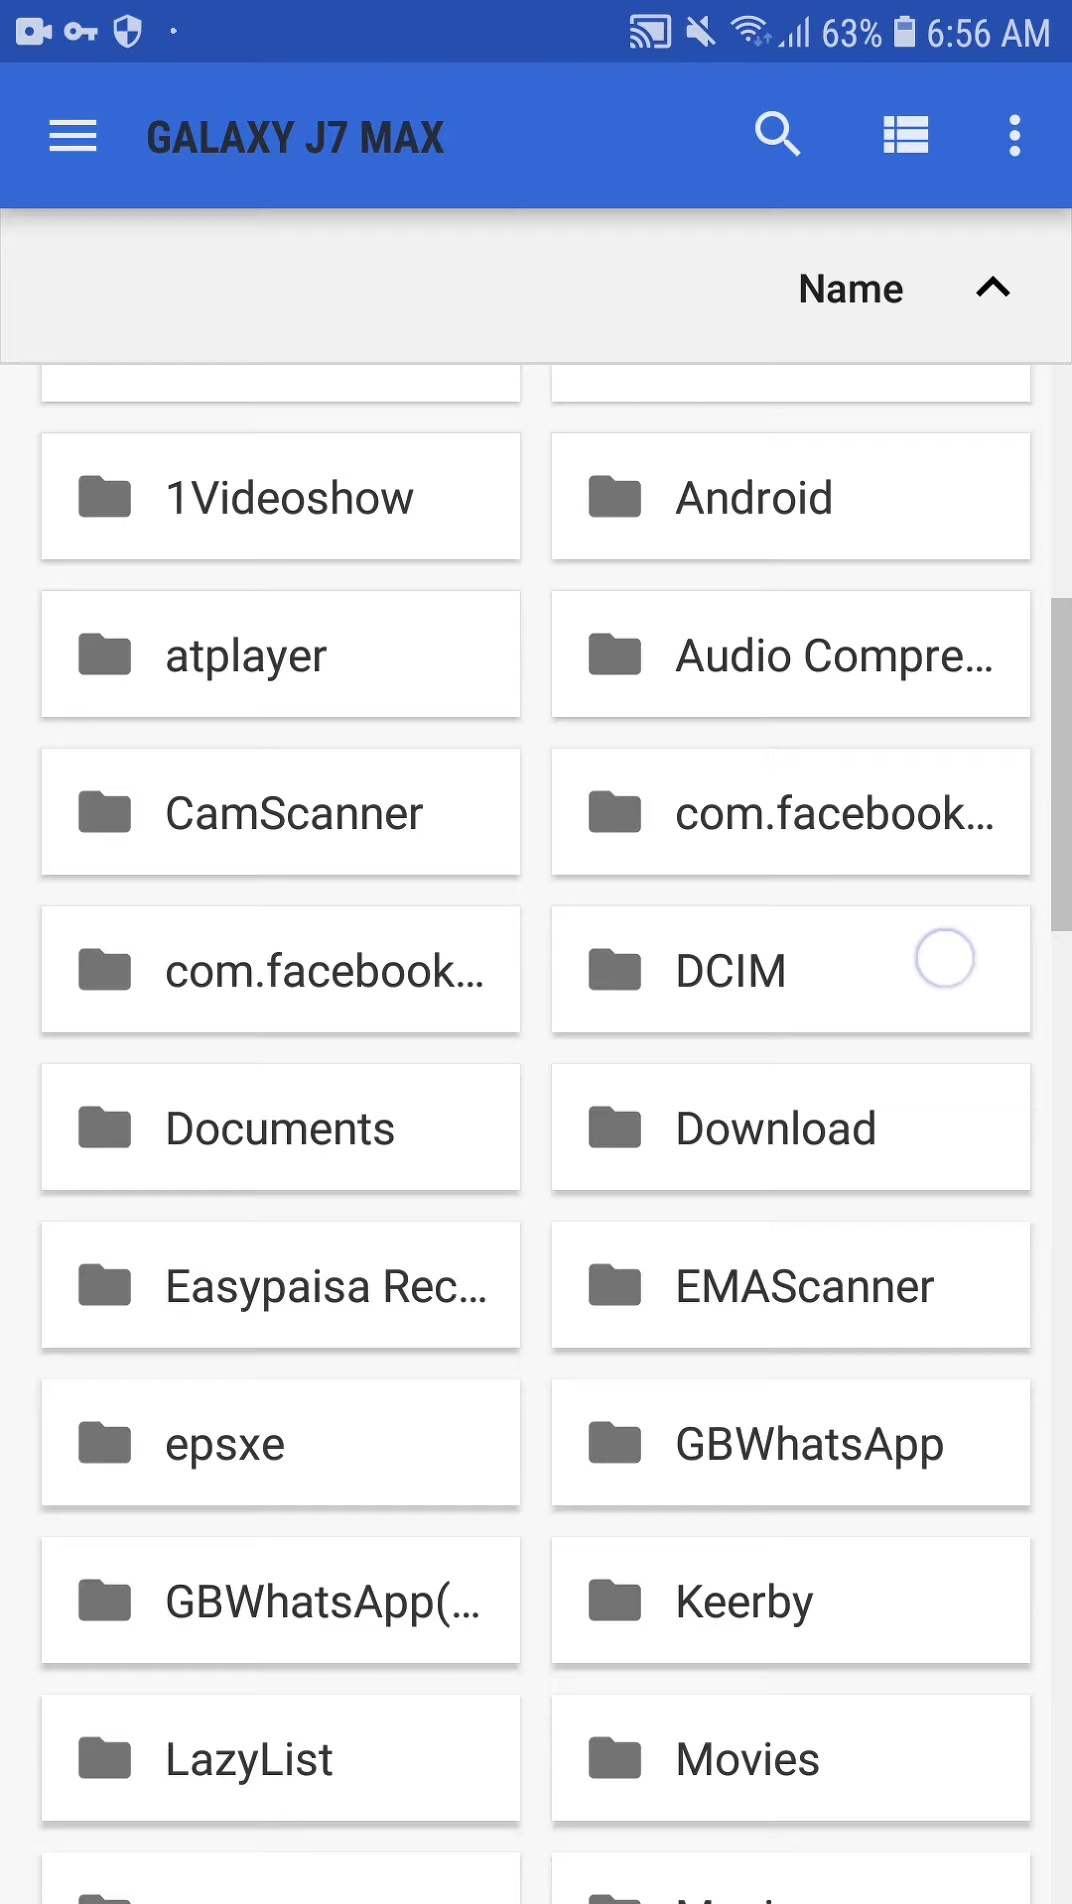 63% 6:56 AM
GALAXY J7 MAX
Name
1Videoshow
Android
atplayer
Audio Compre...
CamScanner
com.facebook...
com.facebook...
DCIM
Documents
Download
Easypaisa Rec...
EMAScanner
epsxe
GBWhatsApp
GBWhatsApp(...
Keerby
LazyList
Movies